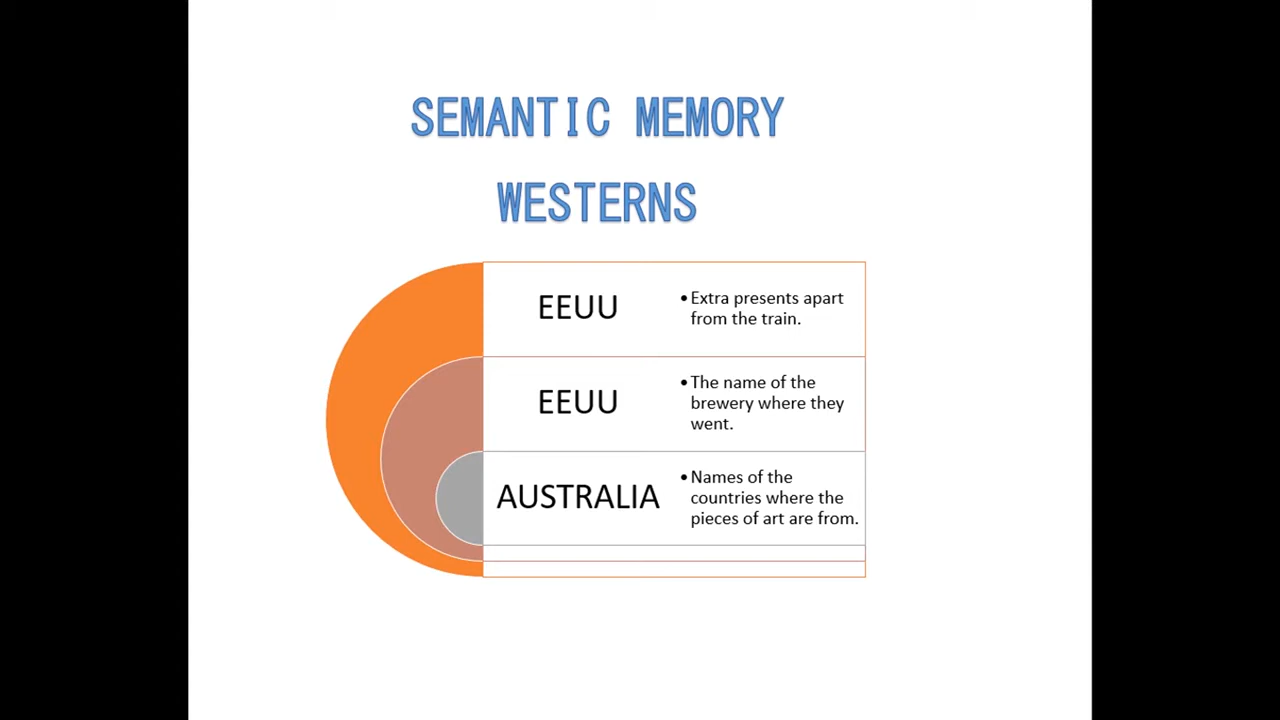 SEMANTIC MEMORY
WESTERNS
EEUU
•Extra presents apart
from the train.
EEUU
•The name of the
brewery where they
went.
AUSTRALIA
•Names of the
countries where the
pieces of art are from.